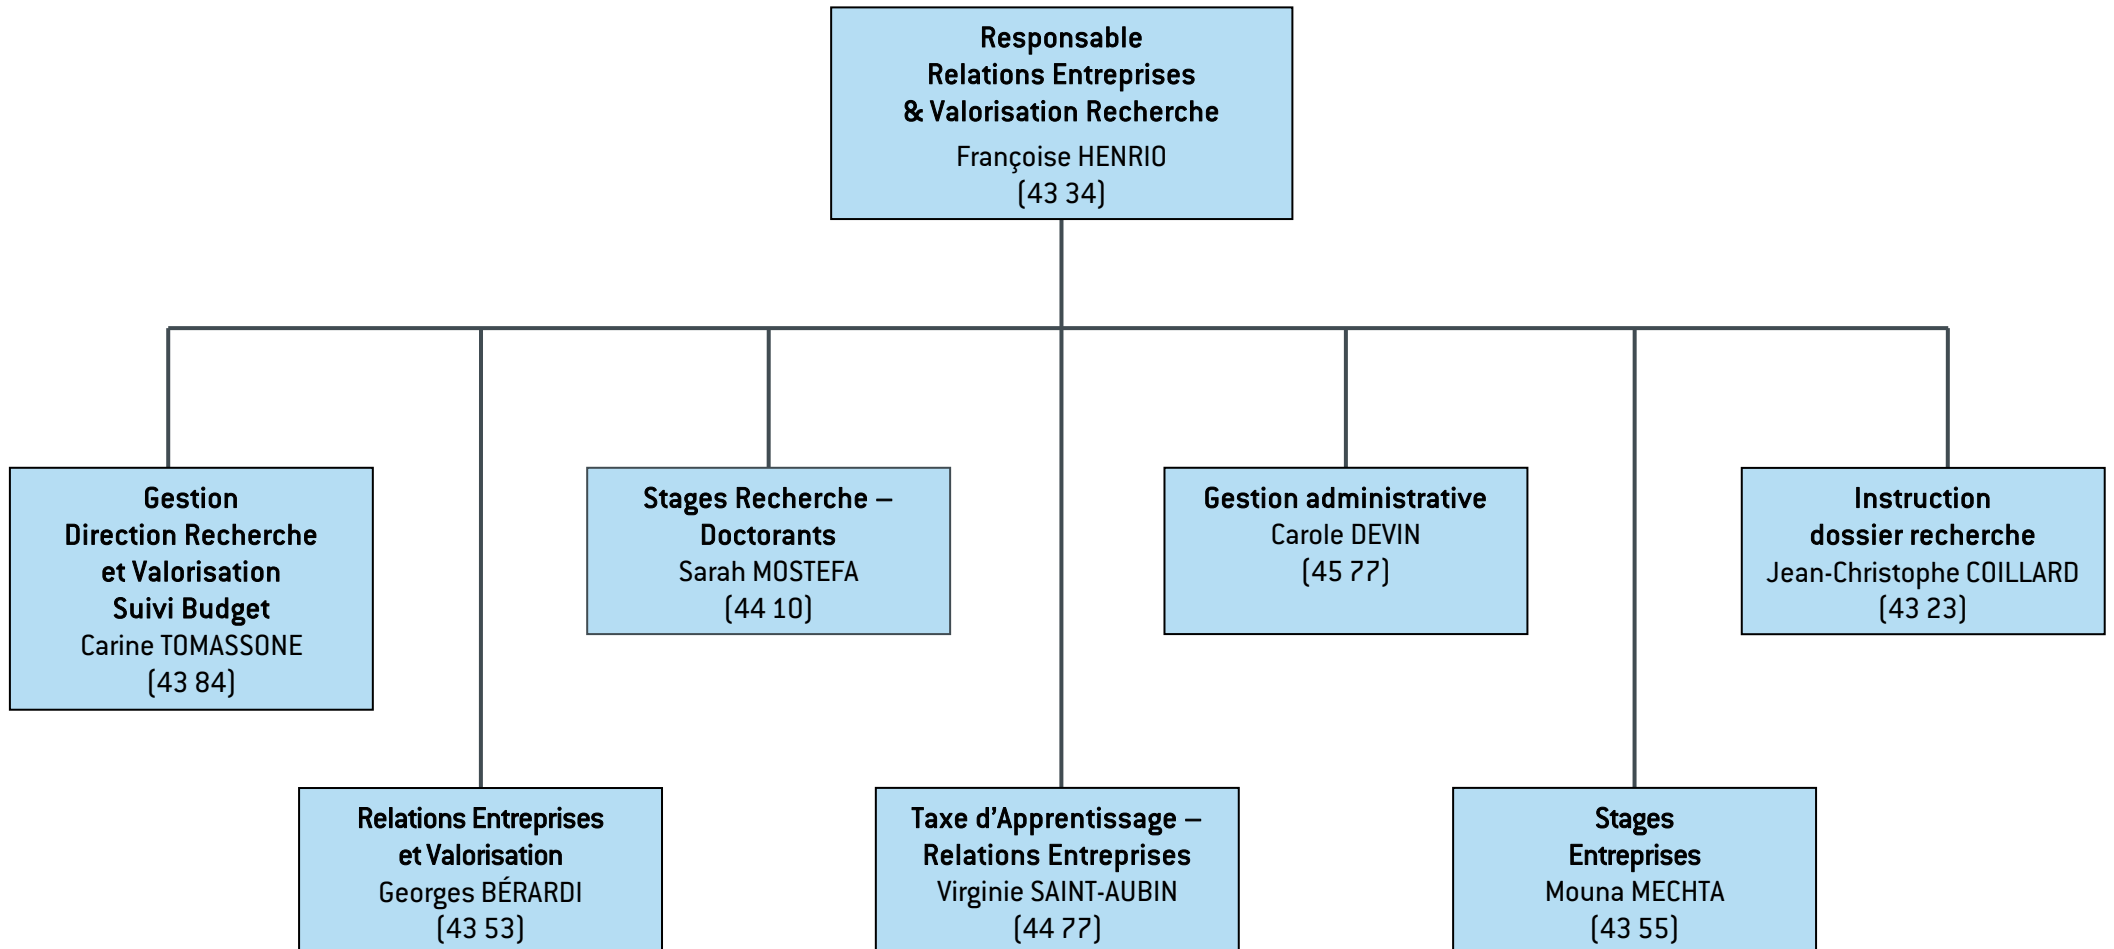 Responsable
Relations Entreprises
& Valorisation Recherche
Françoise HENRIO
(43 34)
Gestion
Direction Recherche
et Valorisation
Suivi Budget
Carine TOMASSONE
(43 84)
Stages Recherche –
Doctorants
Sarah MOSTEFA
(44 10)
Gestion administrative
Carole DEVIN
(45 77)
Instruction
dossier recherche
Jean-Christophe COILLARD
(43 23)
Relations Entreprises
et Valorisation
Georges BÉRARDI
(43 53)
Taxe d’Apprentissage –
Relations Entreprises
Virginie SAINT-AUBIN
(44 77)
Stages
Entreprises
Mouna MECHTA
(43 55)